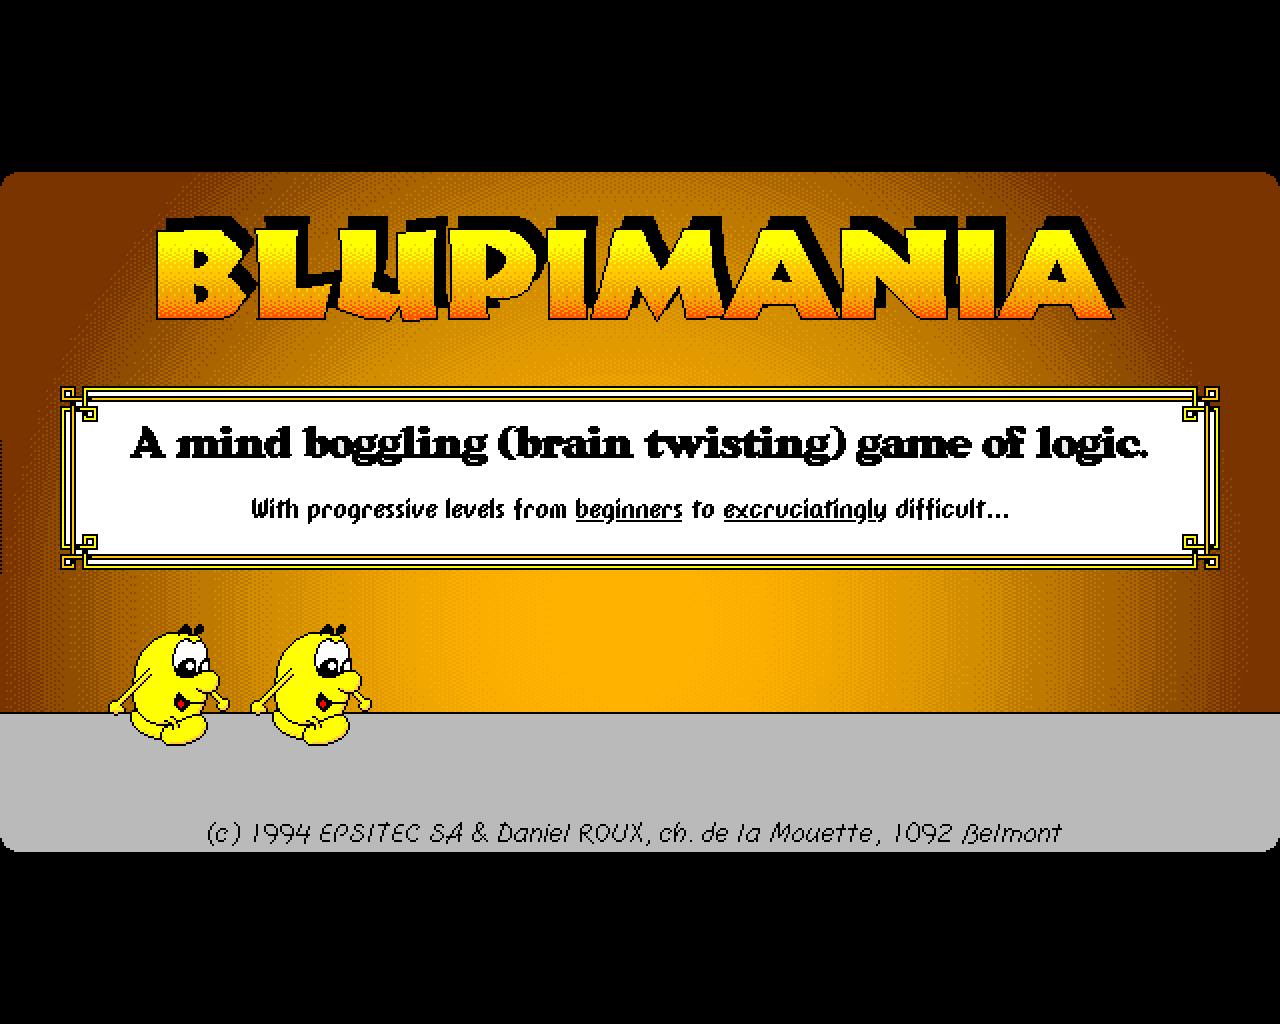 BLUPIMANIA
A mind boggling (brain twisting) game of logic.
With progressive levels from beginners to excruciatingly difficult...
(c) 1994 EPSITEC SA & Daniel ROUX, ch. de la Mouette, 1092 Belmont